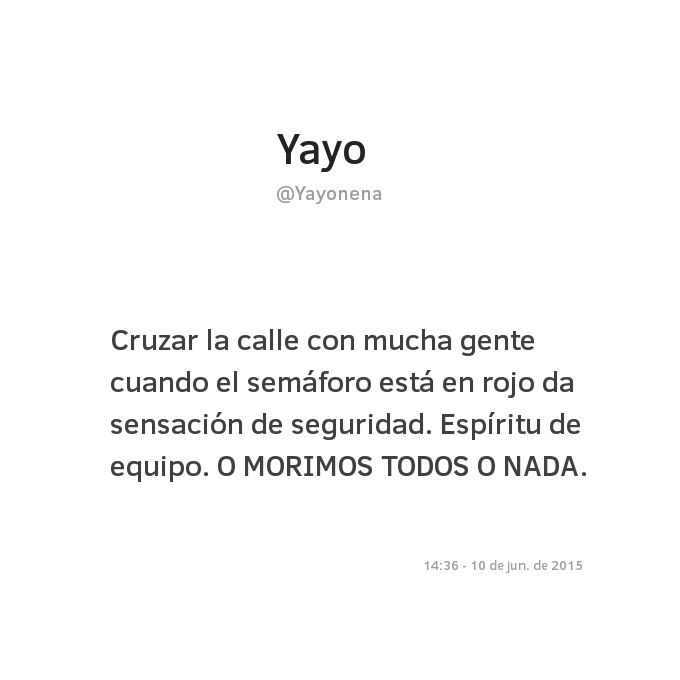 Yayo
@Yayonena
Cruzar la calle con mucha gente
cuando el semáforo está en rojo da
sensación de seguridad. Espíritu de
equipo. O MORIMOS TODOS O NADA.
14:36 - 10 de jun. de 2015